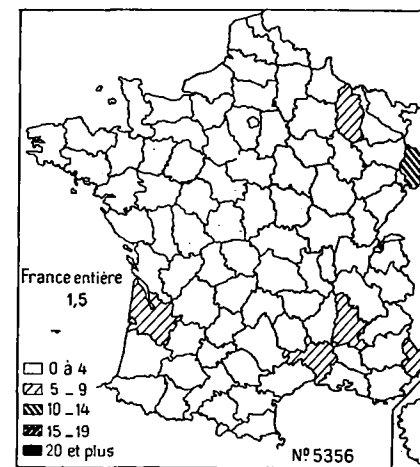 France entière
1,5
0 à 4
5 _ 9
10 _ 14
15 _ 19
20 et plus
Nº 5356